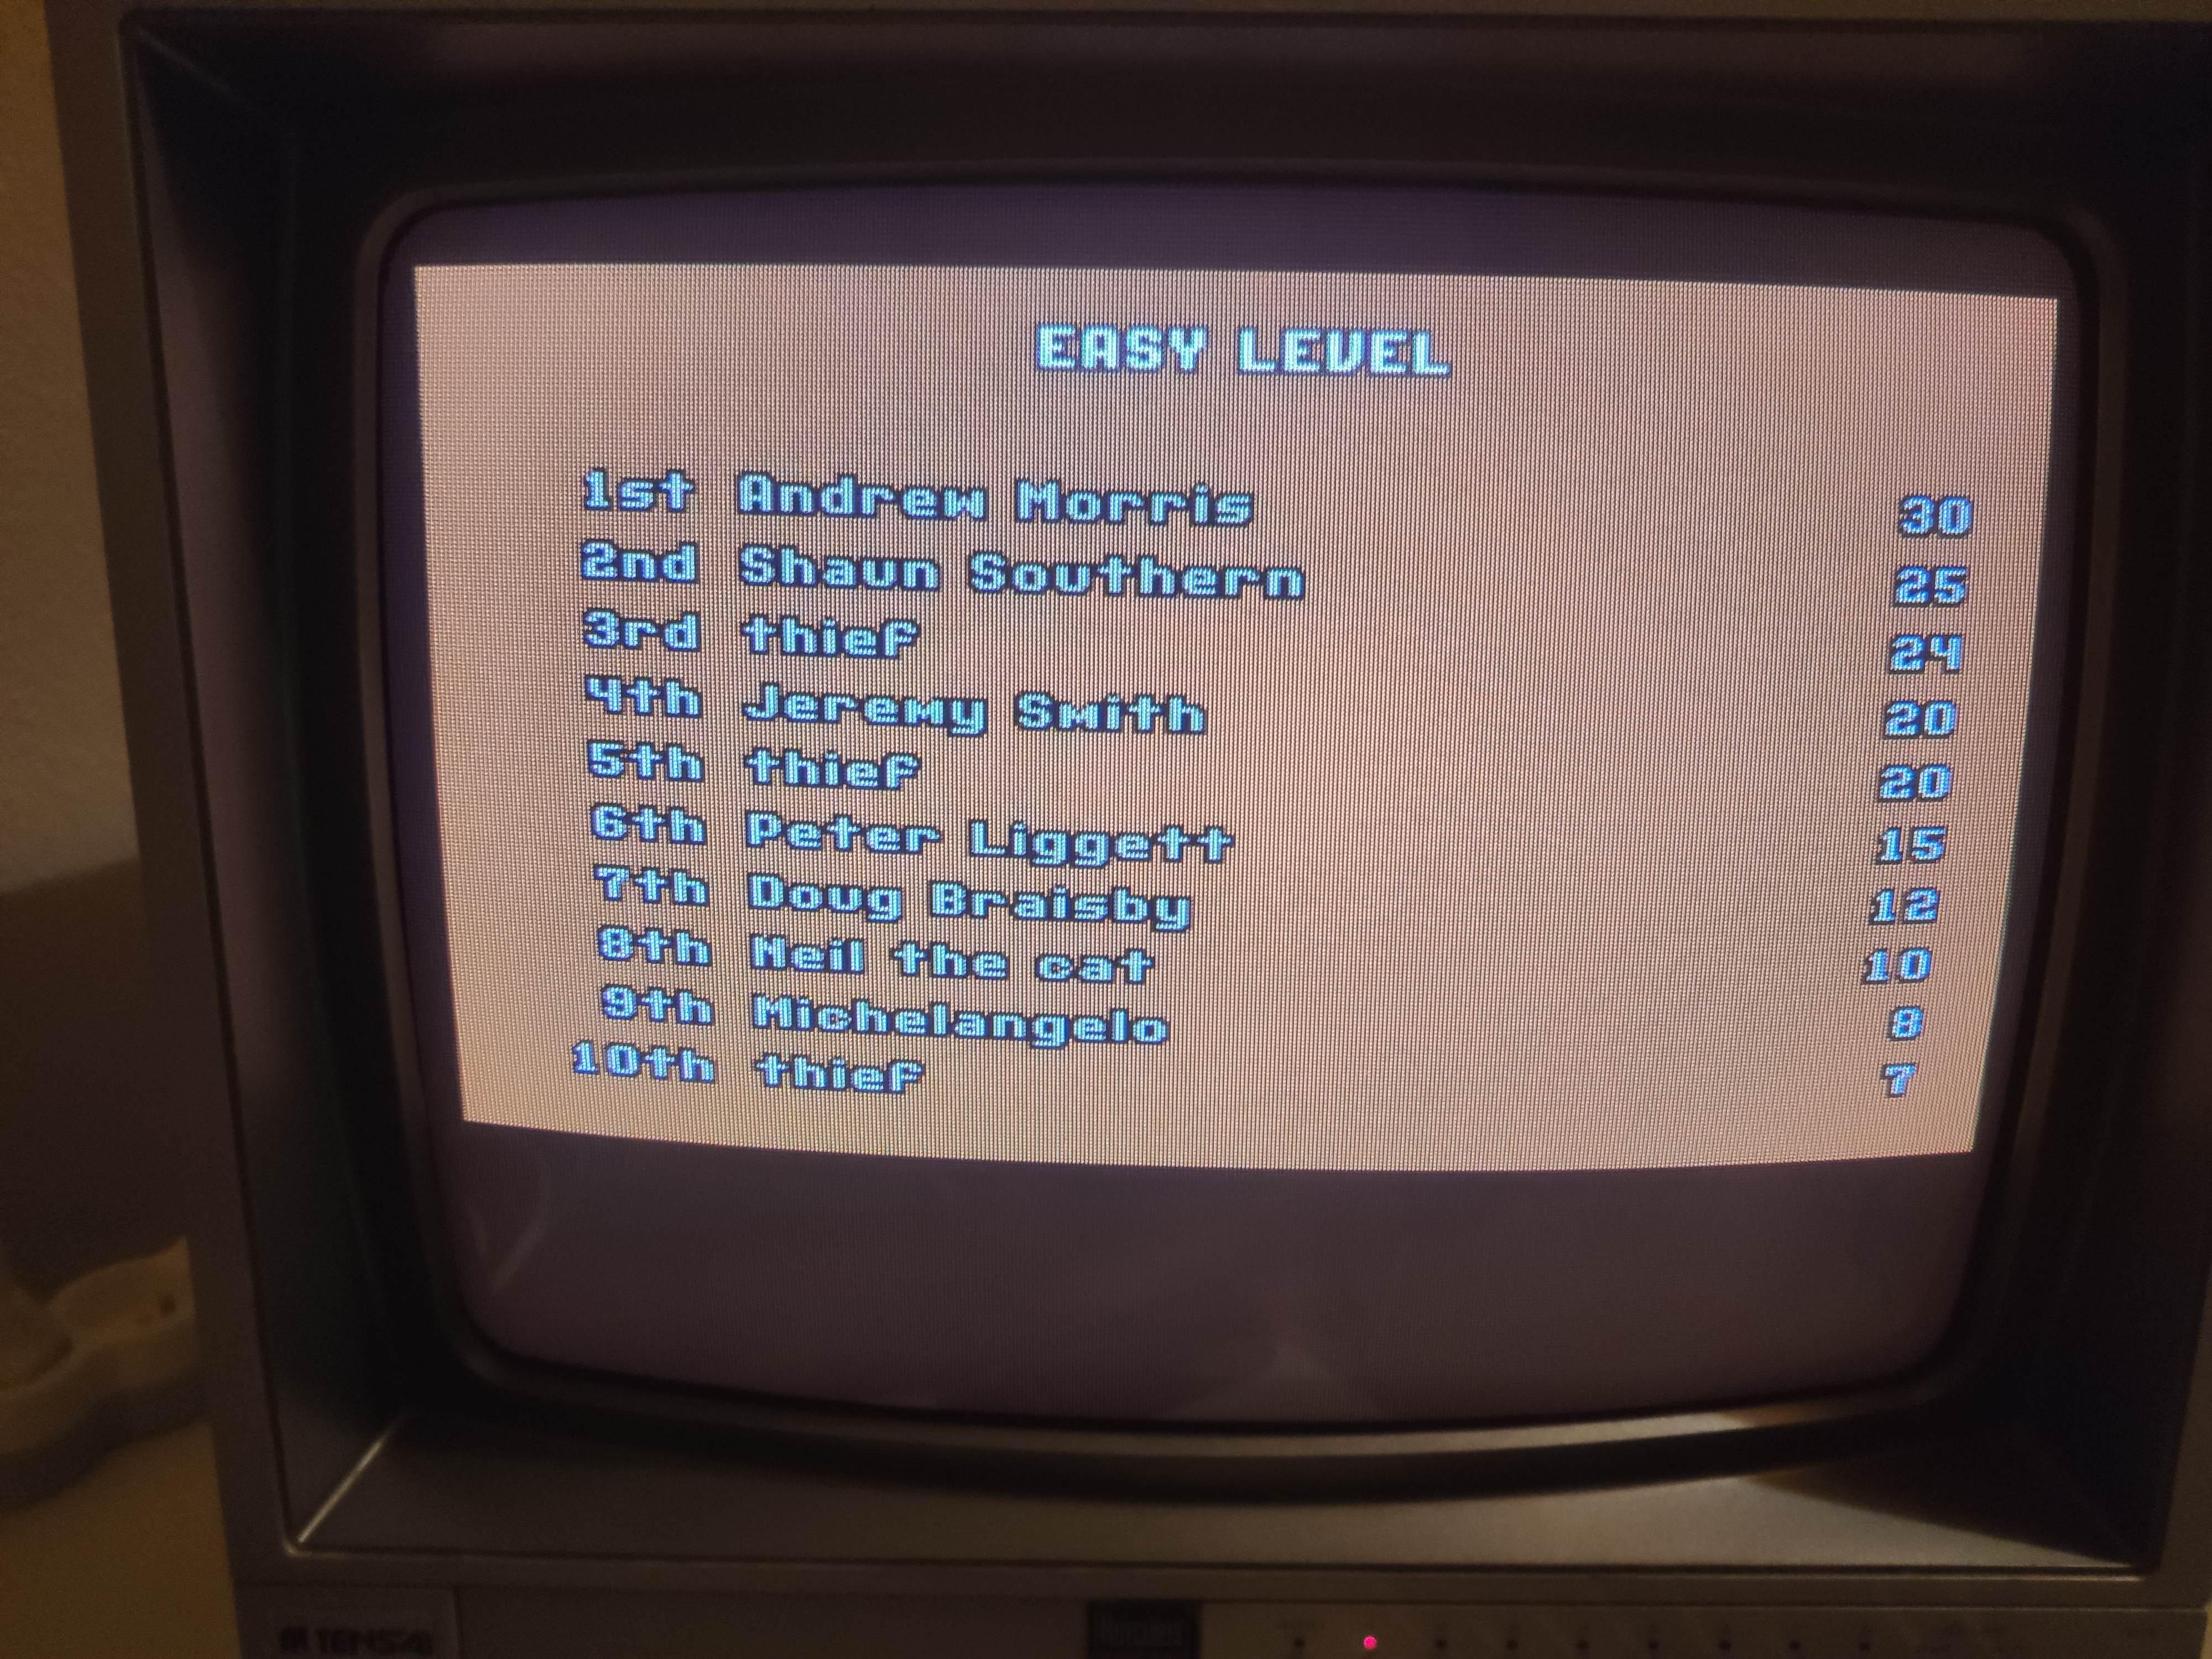 EASY LEVEL
1st Andrew Morris 30
2nd Shaun Southern 25
3rd thief 24
4th Jeremy Smith 20
5th thief 20
6th Peter Liggett 15
7th Doug Braisby 12
8th Neil the cat 10
9th Michelangelo 8
10th thief 7
TENSAI